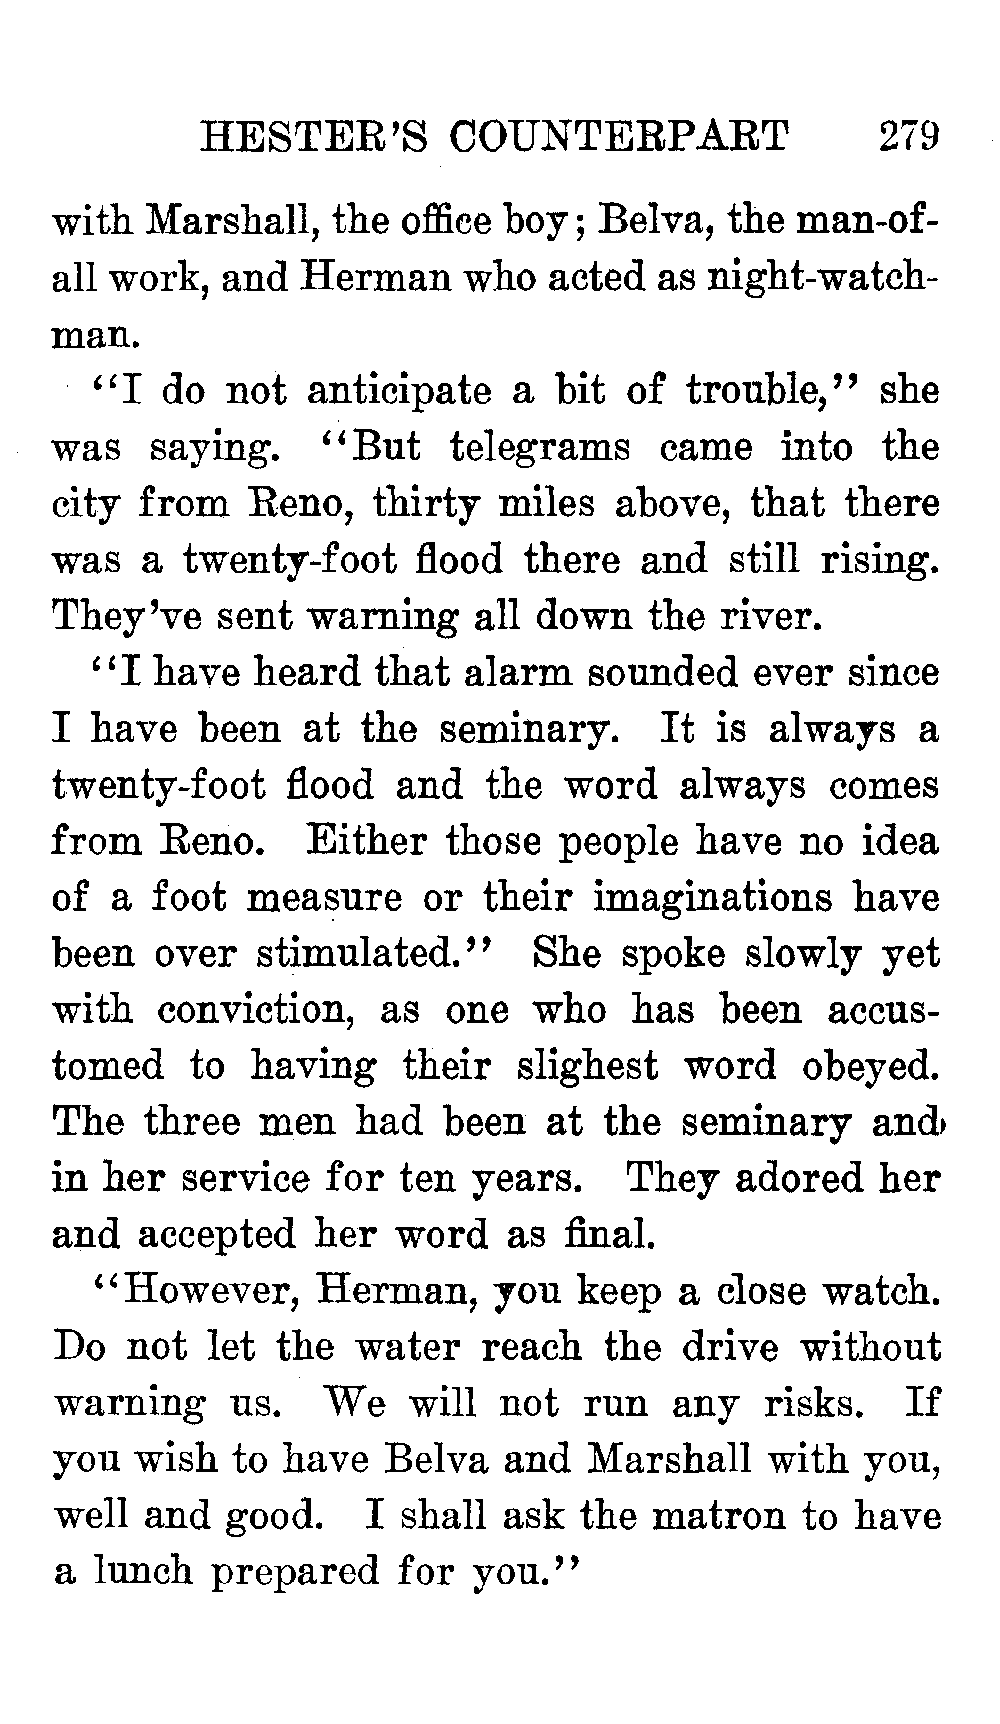 HESTER'S COUNTERPART 279
with Marshall, the office boy; Belva, the man-of-
all work, and Herman who acted as night-watch-
man.
"I do not anticipate a bit of trouble," she
was saying. "But telegrams came into the
city from Reno, thirty miles above, that there
was a twenty-foot flood there and still rising.
They've sent warning all down the river.
"I have heard that alarm sounded ever since
I have been at the seminary. It is always a
twenty-foot flood and the word always comes
from Reno. Either those people have no idea
of a foot measure or their imaginations have
been over stimulated." She spoke slowly yet
with conviction, as one who has been accus-
tomed to having their slighest word obeyed.
The three men had been at the seminary and
in her service for ten years. They adored her
and accepted her word as final.
"However, Herman, you keep a close watch.
Do not let the water reach the drive without
warning us. We will not run any risks. If
you wish to have Belva and Marshall with you,
well and good. I shall ask the matron to have
a lunch prepared for you."